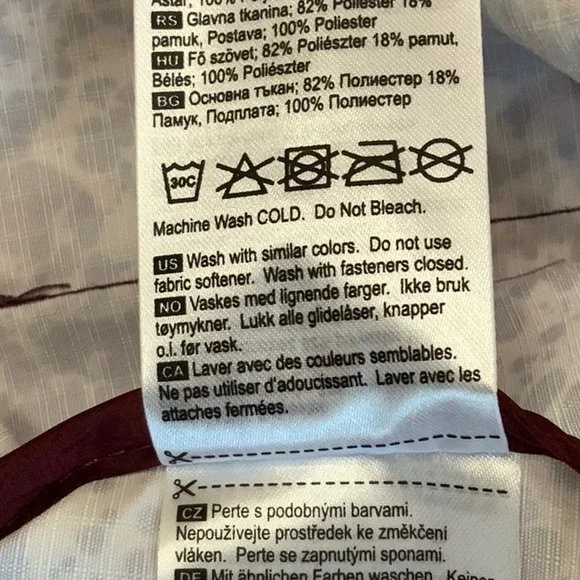 Astar, 100% 
RS Glavna tkanina; 82% Poliester 18%
pamuk, Postava; 100% Poliester
HU Fő szövet; 82% Poliészter 18% pamut,
Bélés; 100% Poliészter
BG Основна тъкан; 82% Полиестер 18%
Памук, Подплата; 100% Полиестер
30C
Machine Wash COLD. Do Not Bleach.
US Wash with similar colors. Do not use
fabric softener. Wash with fasteners closed.
NO Vaskes med lignende farger. Ikke bruk
tøymykner. Lukk alle glidelåser, knapper
o.l. før vask.
CA Laver avec des couleurs semblables.
Ne pas utiliser d'adoucissant. Laver avec les
attaches fermées.
CZ Perte s podobnými barvami.
Nepoužívejte prostředek ke změkčení
vláken. Perte se zapnutými sponami.
DE Mit ähnlichen Farben waschen. Keinen